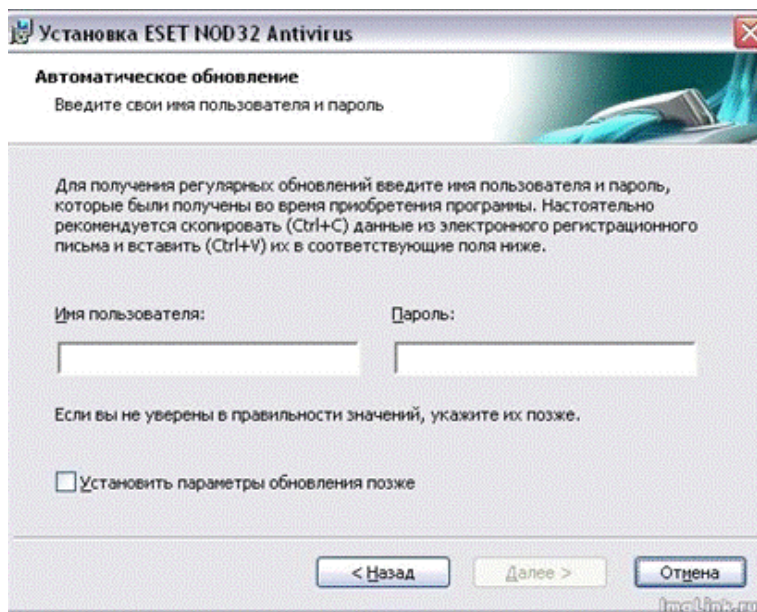 Установка ESET NOD32 Antivirus
Автоматическое обновление
Введите свои имя пользователя и пароль
Для получения регулярных обновлений введите имя пользователя и пароль,
которые были получены во время приобретения программы. Настоятельно
рекомендуется скопировать (Ctrl+C) данные из электронного регистрационного
письма и вставить (Ctrl+V) их в соответствующие поля ниже.
Имя пользователя: Пароль:
Если вы не уверены в правильности значений, укажите их позже.
Установить параметры обновления позже
< Назад Далее > Отмена
ImgLink.ru